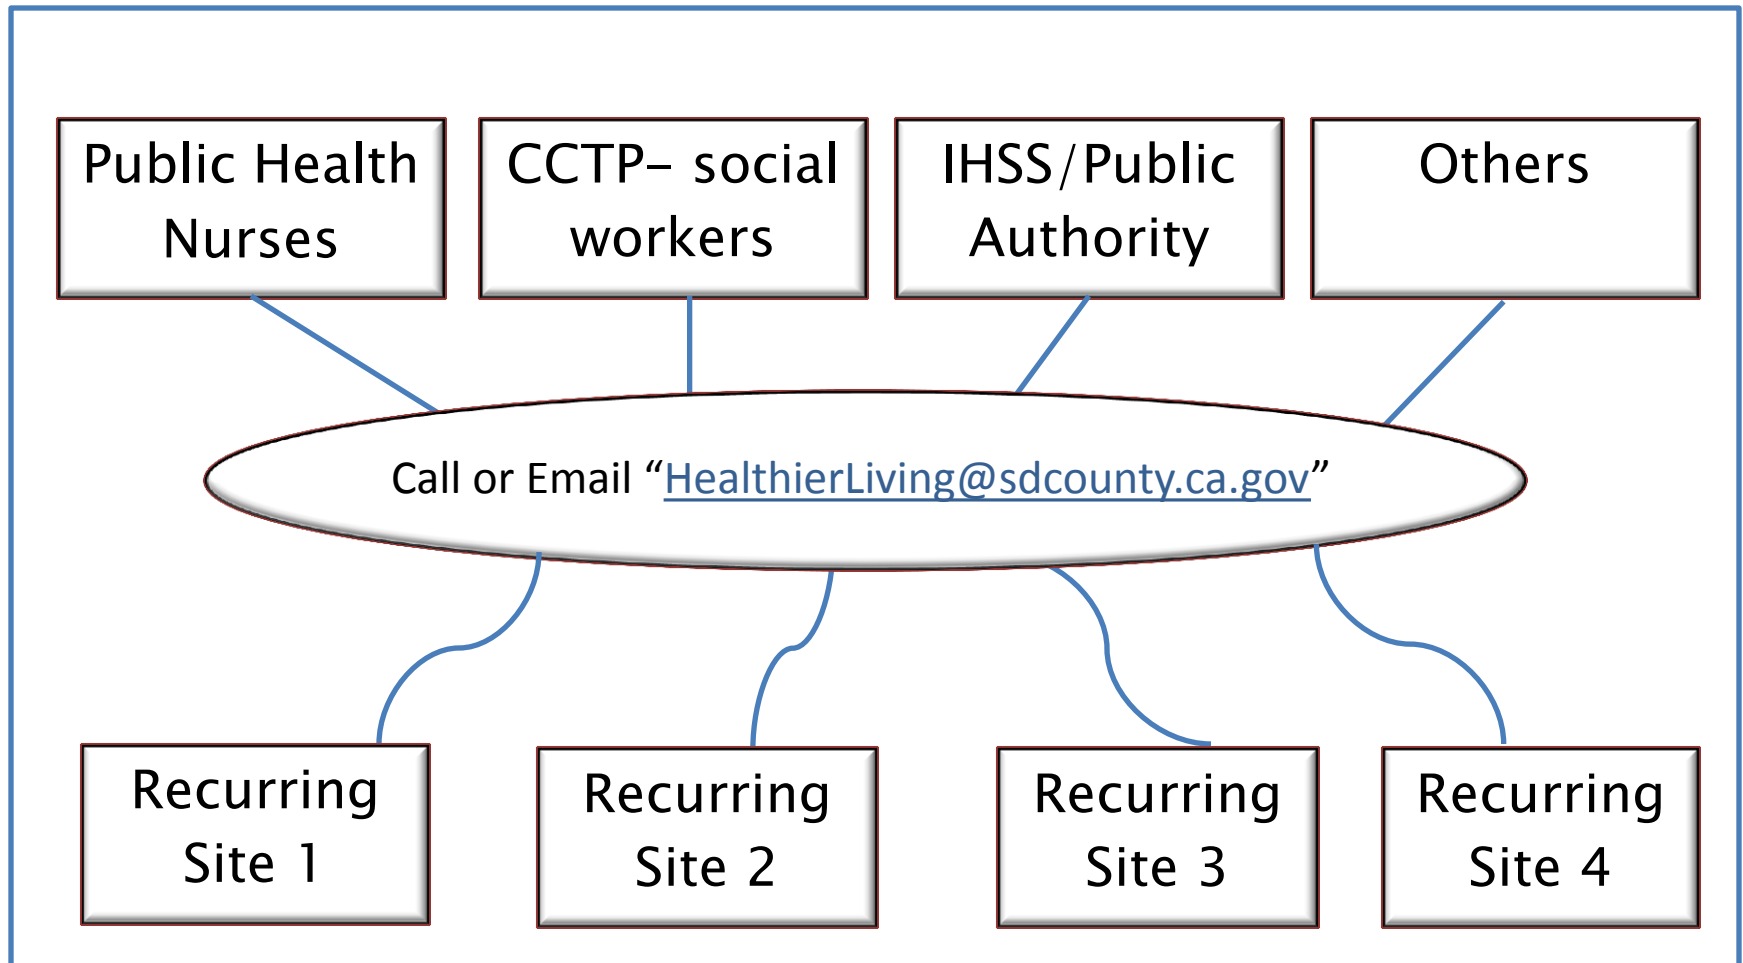 Public Health
Nurses
CCTP– social
workers
IHSS/Public
Authority
Others
Call or Email “HealthierLiving@sdcounty.ca.gov”
Recurring
Site 1
Recurring
Site 2
Recurring
Site 3
Recurring
Site 4